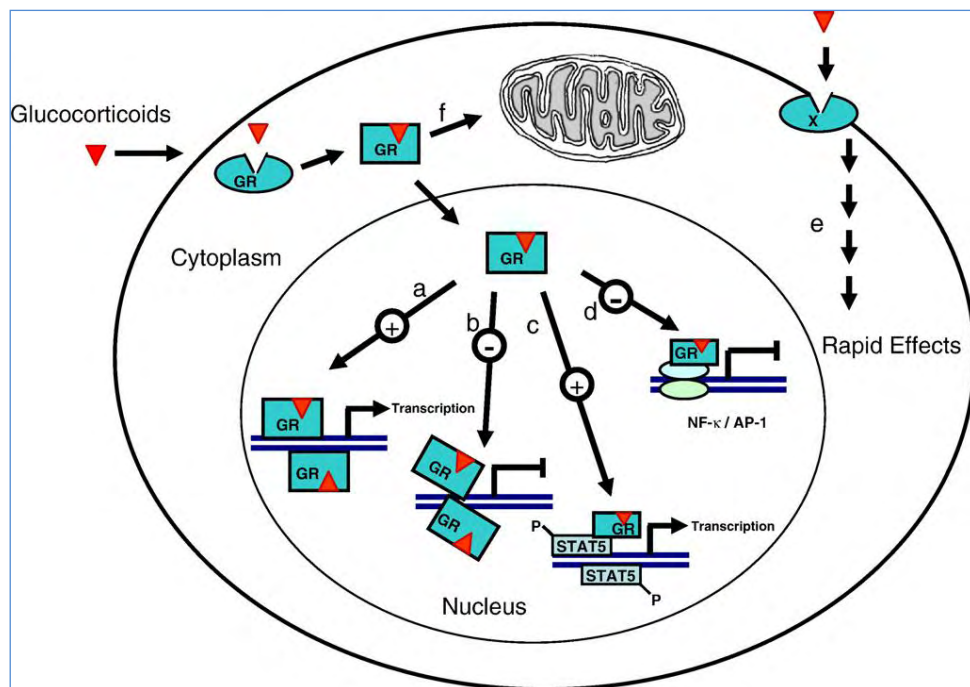 Glucocorticoids
GR
GR
f
X
e
Rapid Effects
Cytoplasm
GR
a
+
b
-
c
+
d
-
GR
NF-κ / AP-1
GR
Transcription
GR
GR
GR
GR
P
STAT5
Transcription
STAT5
P
Nucleus